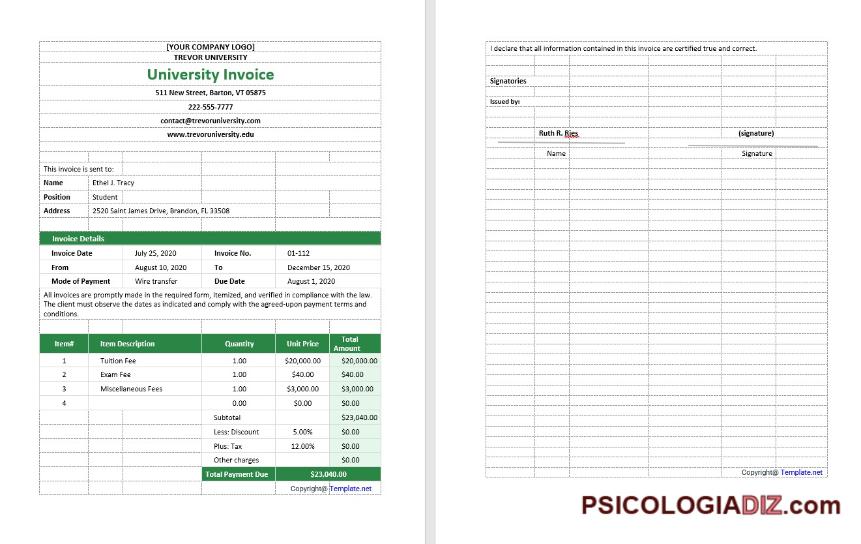 [YOUR COMPANY LOGO]
TREVOR UNIVERSITY
University Invoice
511 New Street, Barton, VT 05875
222-555-7777
contact@trevoruniversity.com
www.trevoruniversity.edu
This invoice is sent to:
Name Ethel J. Tracy
Position Student
Address 2520 Saint James Drive, Brandon, FL 33508
Invoice Details
Invoice Date July 25, 2020 Invoice No. 01-112
From August 10, 2020 To December 15, 2020
Mode of Payment Wire transfer Due Date August 1, 2020
All invoices are promptly made in the required form, itemized, and verified in compliance with the law.
The client must observe the dates as indicated and comply with the agreed-upon payment terms and
conditions.
Item# Item Description Quantity Unit Price Total Amount
1 Tuition Fee 1.00 $20,000.00 $20,000.00
2 Exam Fee 1.00 $40.00 $40.00
3 Miscellaneous Fees 1.00 $3,000.00 $3,000.00
4 0.00 $0.00 $0.00
Subtotal $23,040.00
Less: Discount 5.00% $0.00
Plus: Tax 12.00% $0.00
Other charges $0.00
Total Payment Due $23,040.00
Copyright@ Template.net
I declare that all information contained in this invoice are certified true and correct.
Signatories
Issued by:
Ruth R. Ries (signature)
Name Signature
Copyright@ Template.net
PSICOLOGIADIZ.com